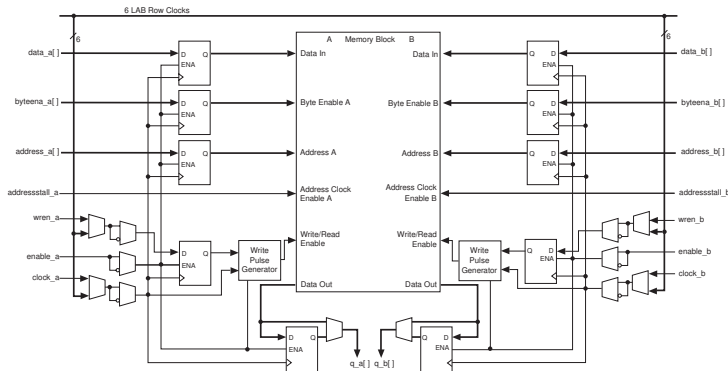 6 LAB Row Clocks
A Memory Block B
6
6
data_a[ ]
D Q
ENA
Data In
Data In
Q D
ENA
data_b[ ]
byteena_a[ ]
D Q
ENA
Byte Enable A
Byte Enable B
Q D
ENA
byteena_b[ ]
address_a[ ]
D Q
ENA
Address A
Address B
Q D
ENA
address_b[ ]
addressstall_a
Address Clock
Enable A
Address Clock
Enable B
addressstall_b
wren_a
wren_b
enable_a
D Q
ENA
Write
Pulse
Generator
Write/Read
Enable
Write/Read
Enable
Write
Pulse
Generator
Q D
ENA
enable_b
clock_a
clock_b
Data Out
Data Out
D Q
ENA
q_a[ ]
q_b[ ]
Q D
ENA